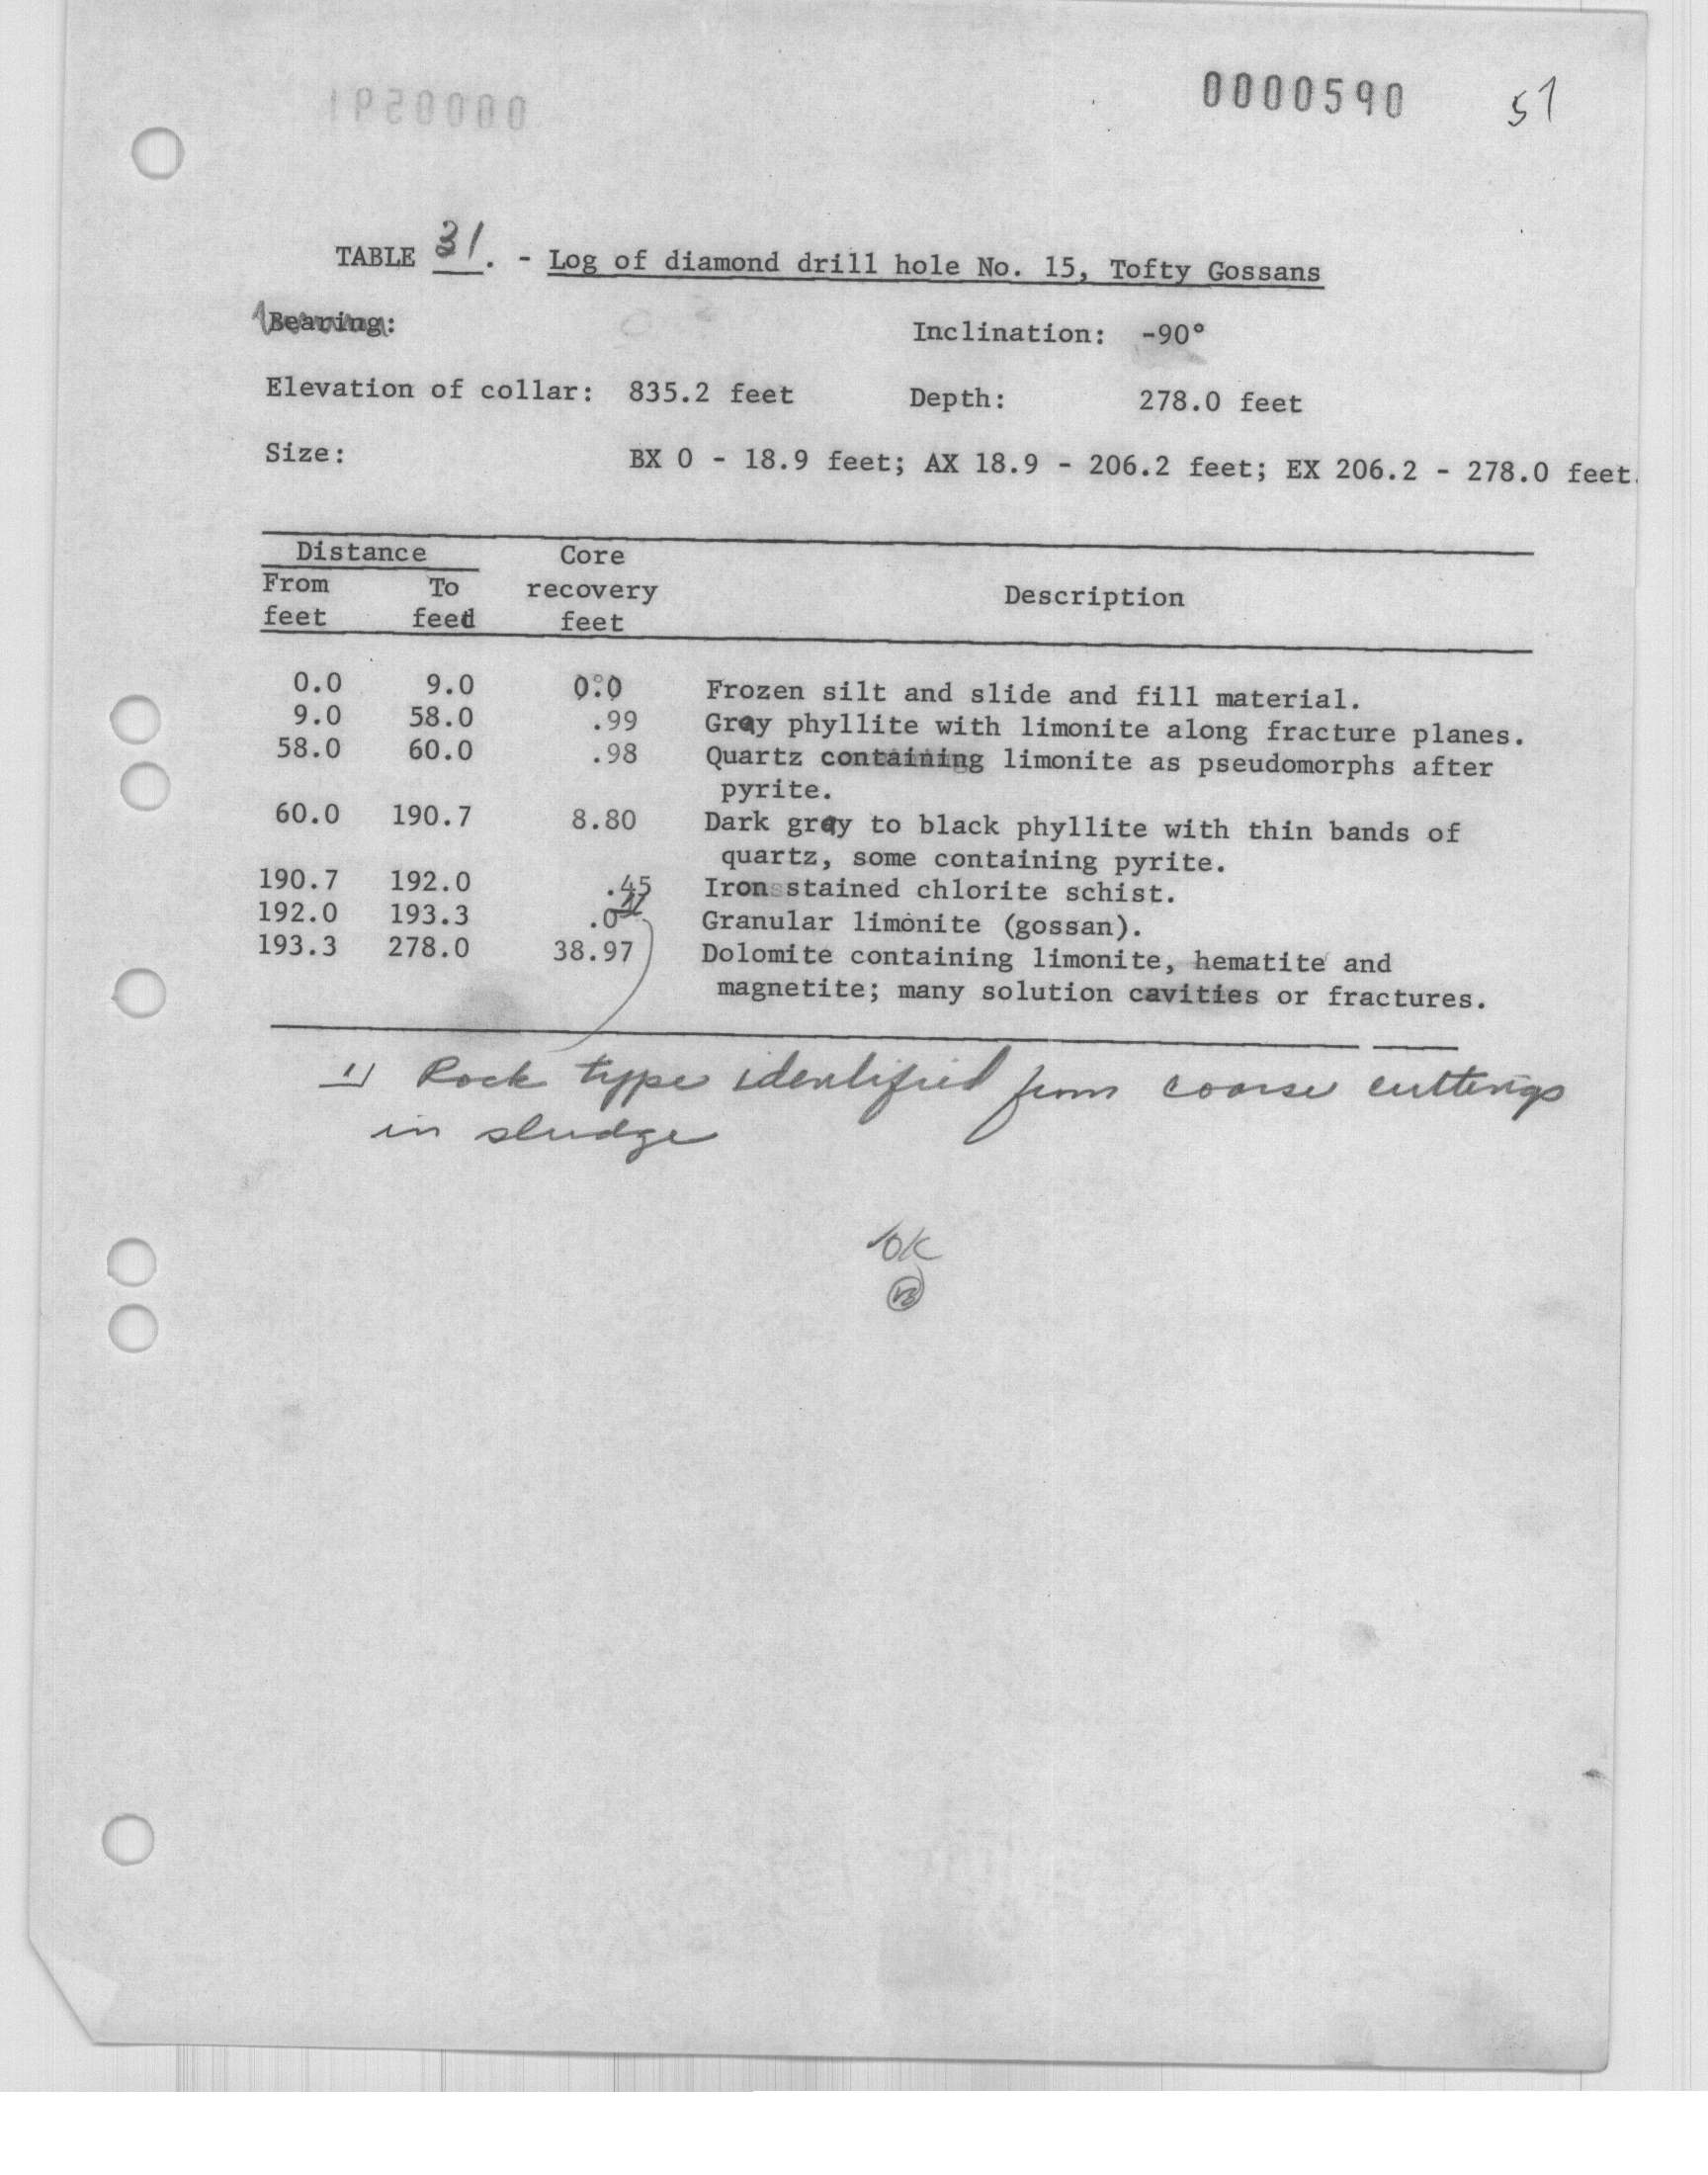 0000591
0000590 51
TABLE 31. - Log of diamond drill hole No. 15, Tofty Gossans
Bearing: Inclination: -90°
Elevation of collar: 835.2 feet Depth: 278.0 feet
Size: BX 0 - 18.9 feet; AX 18.9 - 206.2 feet; EX 206.2 - 278.0 feet.
Distance Core
From To recovery Description
feet feet feet
0.0 9.0 0.0 Frozen silt and slide and fill material.
9.0 58.0 .99 Gray phyllite with limonite along fracture planes.
58.0 60.0 .98 Quartz containing limonite as pseudomorphs after
pyrite.
60.0 190.7 8.80 Dark gray to black phyllite with thin bands of
quartz, some containing pyrite.
190.7 192.0 .45 Iron stained chlorite schist.
192.0 193.3 .0 1/ Granular limonite (gossan).
193.3 278.0 38.97 Dolomite containing limonite, hematite and
magnetite; many solution cavities or fractures.
1/ Rock type identified from coarse cuttings
in sludge
OK